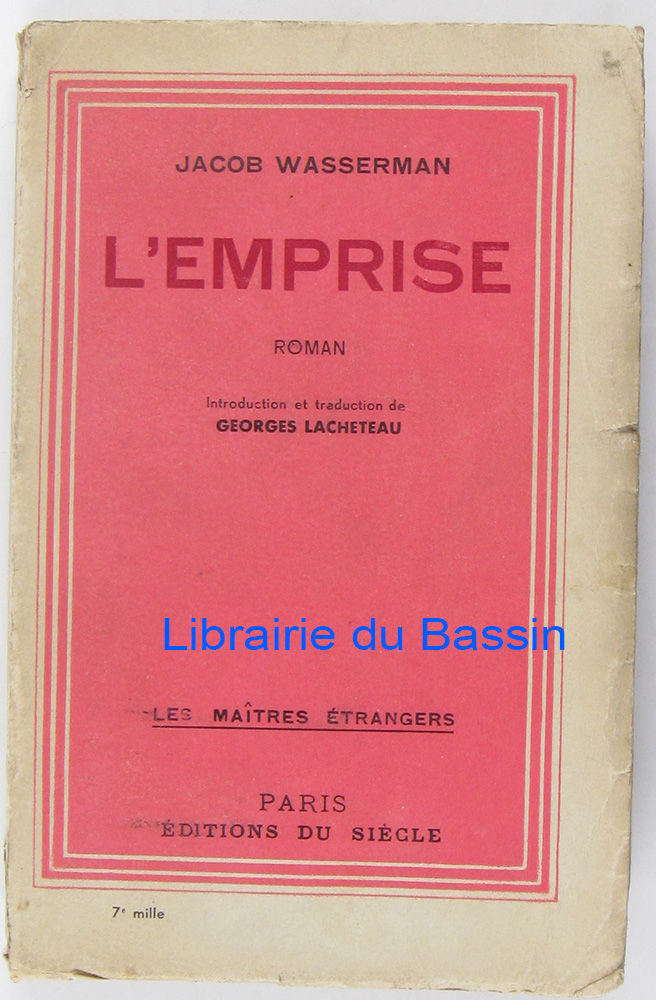 JACOB WASSERMAN
L'EMPRISE
ROMAN
Introduction et traduction de
GEORGES LACHETEAU
Librairie du Bassin
LES MAÎTRES ÉTRANGERS
PARIS
ÉDITIONS DU SIÈCLE
7e mille